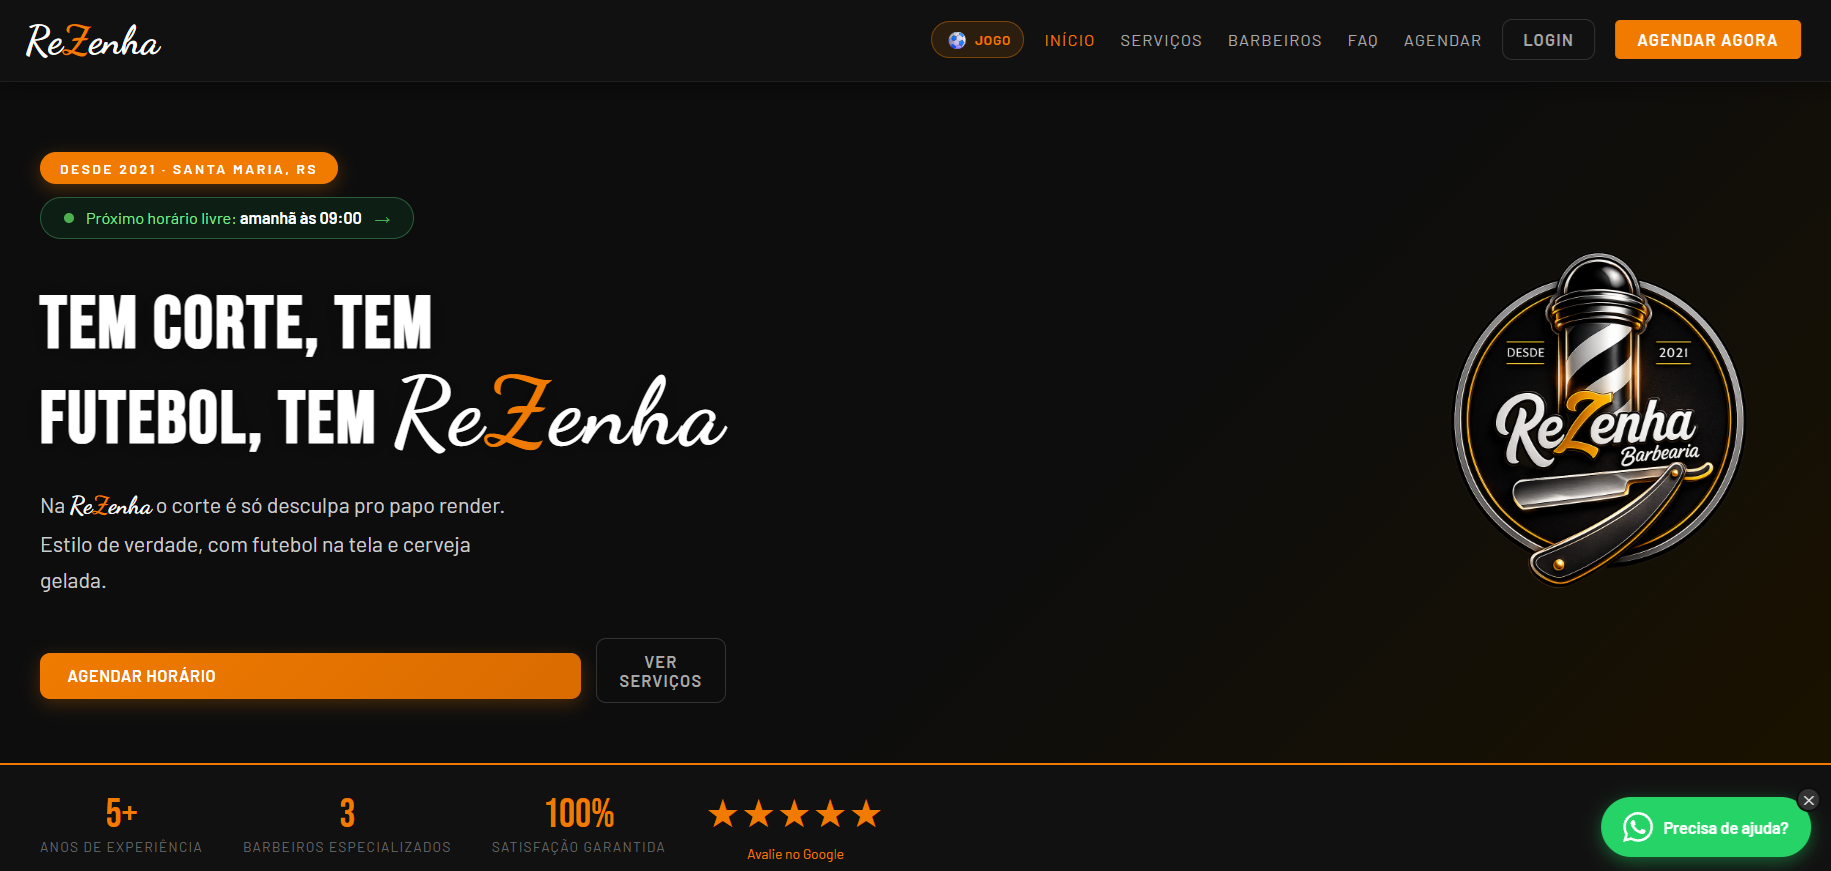 ReZenha
JOGO
INÍCIO
SERVIÇOS
BARBEIROS
FAQ
AGENDAR
LOGIN
AGENDAR AGORA
DESDE 2021 · SANTA MARIA, RS
Próximo horário livre: amanhã às 09:00 →
TEM CORTE, TEM
FUTEBOL, TEM ReZenha
Na ReZenha o corte é só desculpa pro papo render.
Estilo de verdade, com futebol na tela e cerveja
gelada.
AGENDAR HORÁRIO
VER
SERVIÇOS
DESDE
2021
ReZenha
Barbearia
5+
ANOS DE EXPERIÊNCIA
3
BARBEIROS ESPECIALIZADOS
100%
SATISFAÇÃO GARANTIDA
★★★★★
Avalie no Google
Precisa de ajuda?